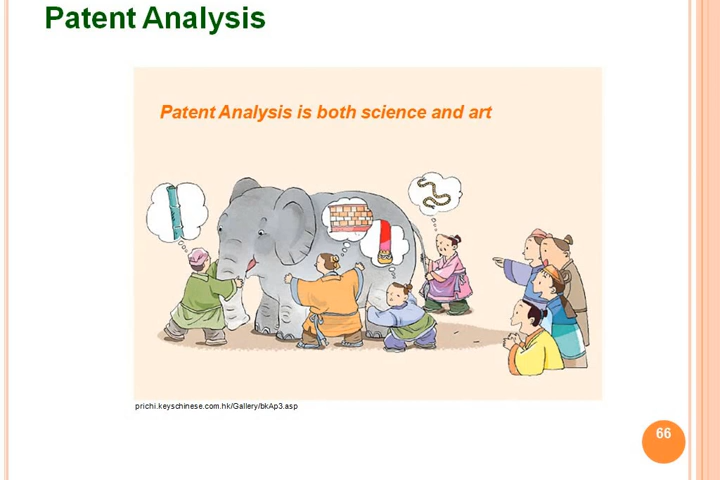 Patent Analysis
Patent Analysis is both science and art
prichi.keyschinese.com.hk/Gallery/bkAp3.asp
66